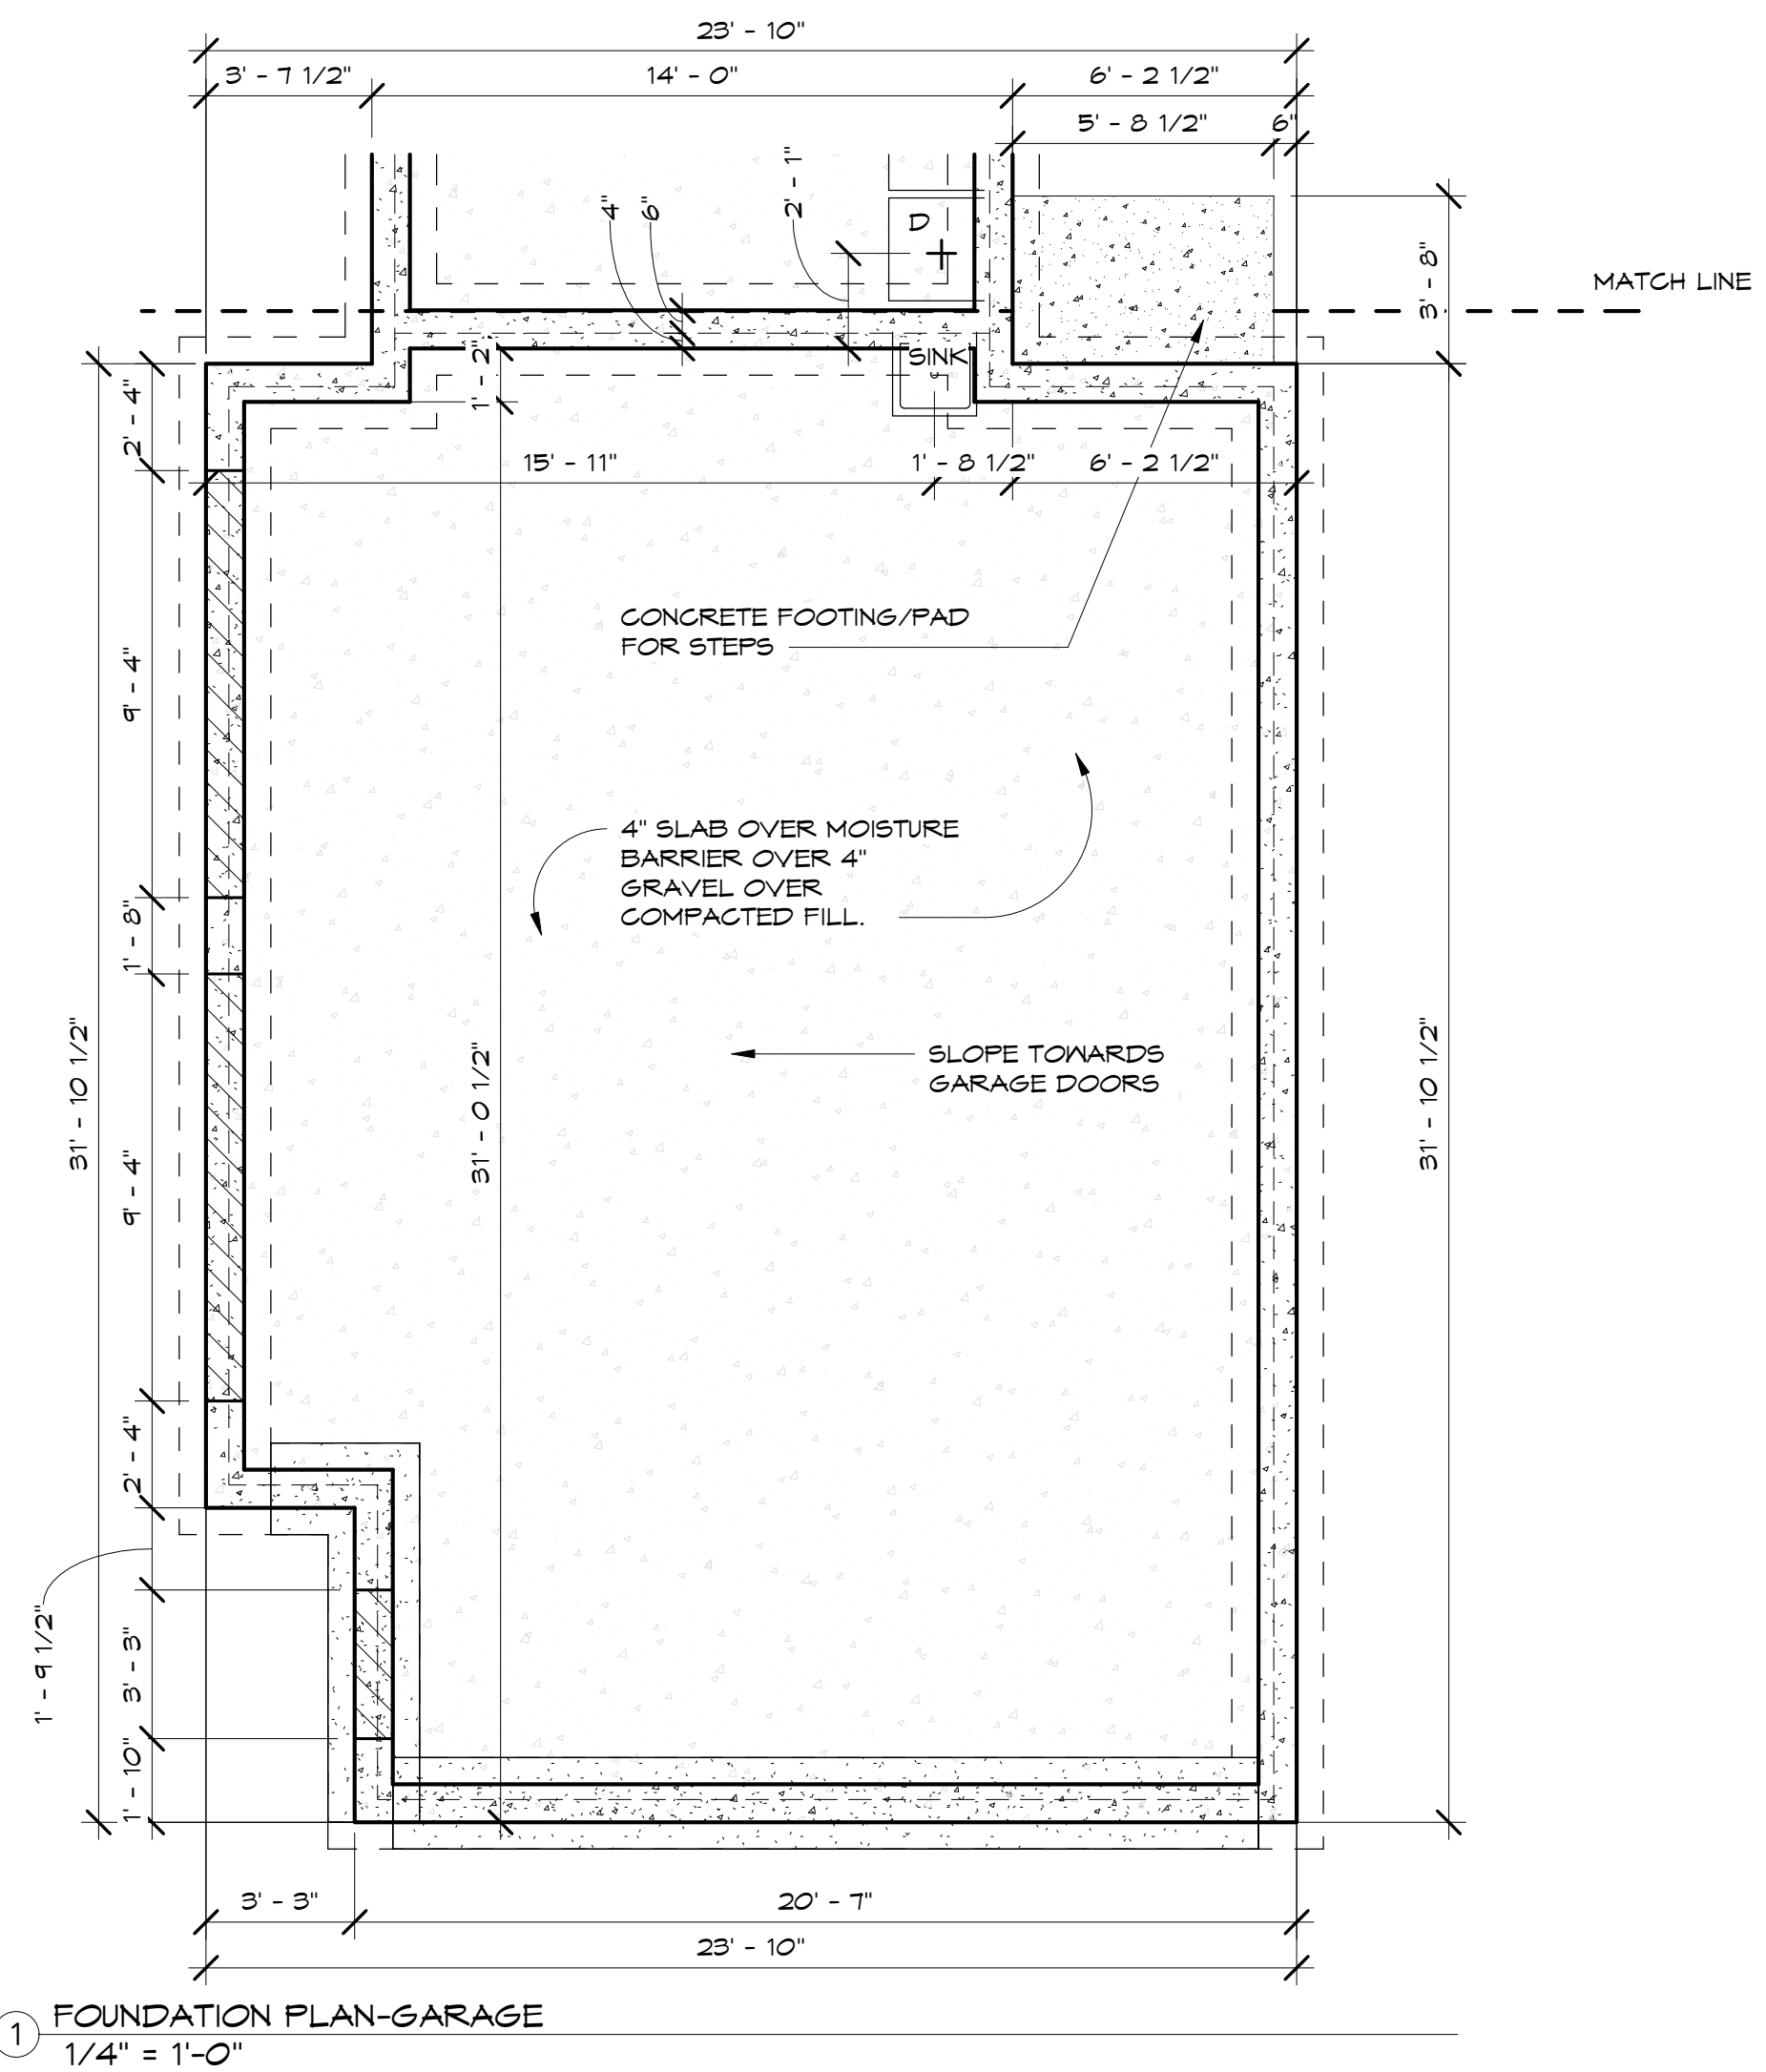 23' - 10"
3' - 7 1/2"
14' - 0"
6' - 2 1/2"
5' - 8 1/2"
6"
4"
6"
2' - 1"
D
3' - 8"
MATCH LINE
SINK
1' - 2"
2' - 4"
15' - 11"
1' - 8 1/2"
6' - 2 1/2"
CONCRETE FOOTING/PAD
FOR STEPS
9' - 4"
4" SLAB OVER MOISTURE
BARRIER OVER 4"
GRAVEL OVER
COMPACTED FILL.
1' - 8"
31' - 10 1/2"
31' - 0 1/2"
SLOPE TOWARDS
GARAGE DOORS
31' - 10 1/2"
9' - 4"
2' - 4"
1' - 9 1/2"
3' - 3"
1' - 10"
3' - 3"
20' - 7"
23' - 10"
1
FOUNDATION PLAN-GARAGE
1/4" = 1'-0"